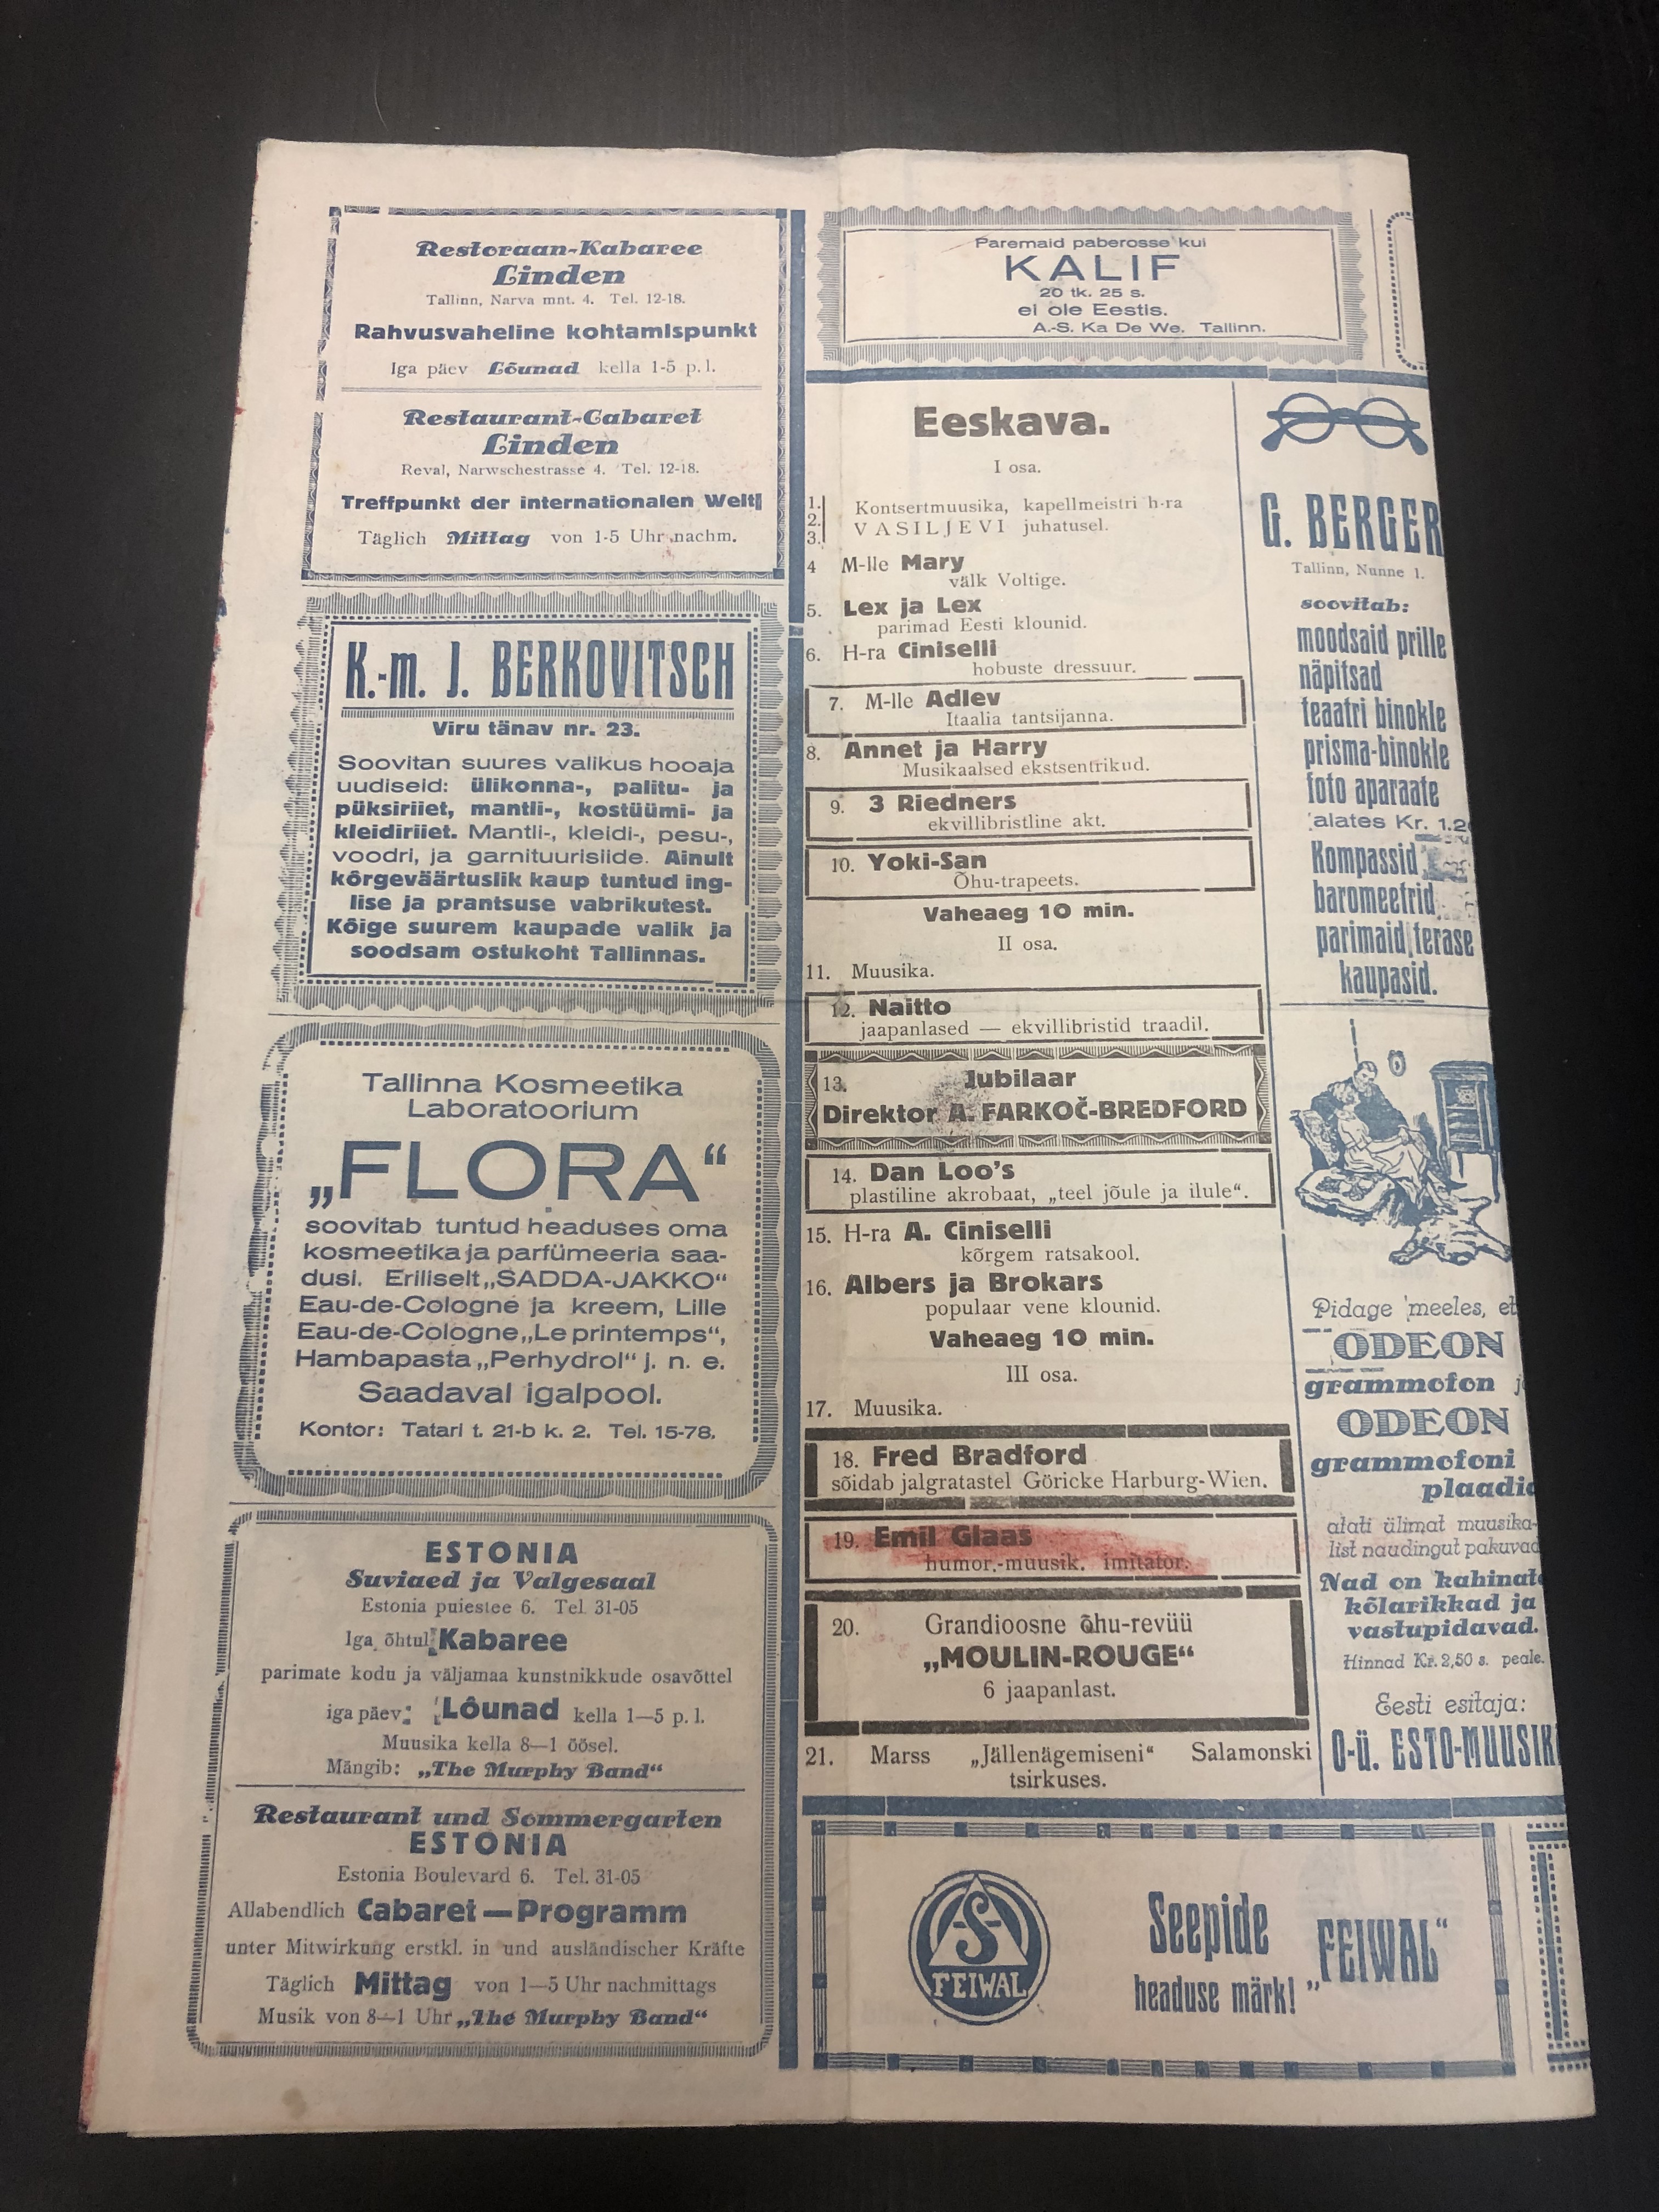 Restoraan-Kabaree
Linden
Tallinn, Narva mnt. 4. Tel. 12-18.
Rahvusvaheline kohtamispunkt
Iga päev Lõunad kella 1-5 p. l.
Restaurant-Cabaret
Linden
Reval, Narwschestrasse 4. Tel. 12-18.
Treffpunkt der internationalen Welt
Täglich Mittag von 1-5 Uhr nachm.
K.-m. J. BERKOVITSCH
Viru tänav nr. 23.
Soovitan suures valikus hooaja
uudiseid: ülikonna-, palitu- ja
püksiriiet, mantli-, kostüümi- ja
kleidiriiet. Mantli-, kleidi-, pesu-,
voodri, ja garnituurisiide. Ainult
kõrgeväärtuslik kaup tuntud ing-
lise ja prantsuse vabrikutest.
Kõige suurem kaupade valik ja
soodsam ostukoht Tallinnas.
Tallinna Kosmeetika
Laboratoorium
„FLORA“
soovitab tuntud headuses oma
kosmeetika ja parfümeeria saa-
dusi. Eriliselt „SADDA-JAKKO“
Eau-de-Cologne ja kreem, Lille
Eau-de-Cologne „Le printemps“,
Hambapasta „Perhydrol“ j. n. e.
Saadaval igalpool.
Kontor: Tatari t. 21-b k. 2. Tel. 15-78.
ESTONIA
Suviaed ja Valgesaal
Estonia puiestee 6. Tel 31-05
Iga õhtul Kabaree
parimate kodu ja väljamaa kunstnikkude osavõttel
iga päev: Lõunad kella 1—5 p. l.
Muusika kella 8—1 öösel.
Mängib: „The Murphy Band“
Restaurant und Sommergarten
ESTONIA
Estonia Boulevard 6. Tel. 31-05
Allabendlich Cabaret — Programm
unter Mitwirkung erstkl. in und ausländischer Kräfte
Täglich Mittag von 1—5 Uhr nachmittags
Musik von 8—1 Uhr „The Murphy Band“
Paremaid paberosse kui
KALIF
20 tk. 25 s.
ei ole Eestis.
A.-S. Ka De We. Tallinn.
Eeskava.
I osa.
1. Kontsertmuusika, kapellmeistri h-ra
2. VASILJEVI juhatusel.
3.
4 M-lle Mary
välk Voltige.
5. Lex ja Lex
parimad Eesti klounid.
6. H-ra Ciniselli
hobuste dressuur.
7. M-lle Adlev
Itaalia tantsijanna.
8. Annet ja Harry
Musikaalsed ekstsentrikud.
9. 3 Riedners
ekvillibristline akt.
10. Yoki-San
Õhu-trapeets.
Vaheaeg 10 min.
II osa.
11. Muusika.
12. Naitto
jaapanlased — ekvillibristid traadil.
13. Jubilaar
Direktor A. FARKOČ-BREDFORD
14. Dan Loo's
plastiline akrobaat, „teel jõule ja ilule“.
15. H-ra A. Ciniselli
kõrgem ratsakool.
16. Albers ja Brokars
populaar vene klounid.
Vaheaeg 10 min.
III osa.
17. Muusika.
18. Fred Bradford
sõidab jalgratastel Göricke Harburg-Wien.
19. Emil Glaas
humor.-muusik. imitator.
20. Grandioosne õhu-revüü
„MOULIN-ROUGE“
6 jaapanlast.
21. Marss „Jällenägemiseni“ Salamonski
tsirkuses.
G. BERGER
Tallinn, Nunne 1.
soovitab:
moodsaid prille
näpitsad
teaatri binokle
prisma-binokle
foto aparaate
alates Kr. 1.2
Kompassid
baromeetrid
parimaid terase
kaupasid.
Pidage meeles, et
ODEON
grammofon
ODEON
grammofoni
plaadid
alati ülimat muusika-
list naudingut pakuvad
Nad on kahinata
kõlarikkad ja
vastupidavad.
Hinnad Kr. 2,50 s. peale.
Eesti esitaja:
O-ü. ESTO-MUUSIK
S
FEIWAL
Seepide „FEIWAL“
headuse märk!